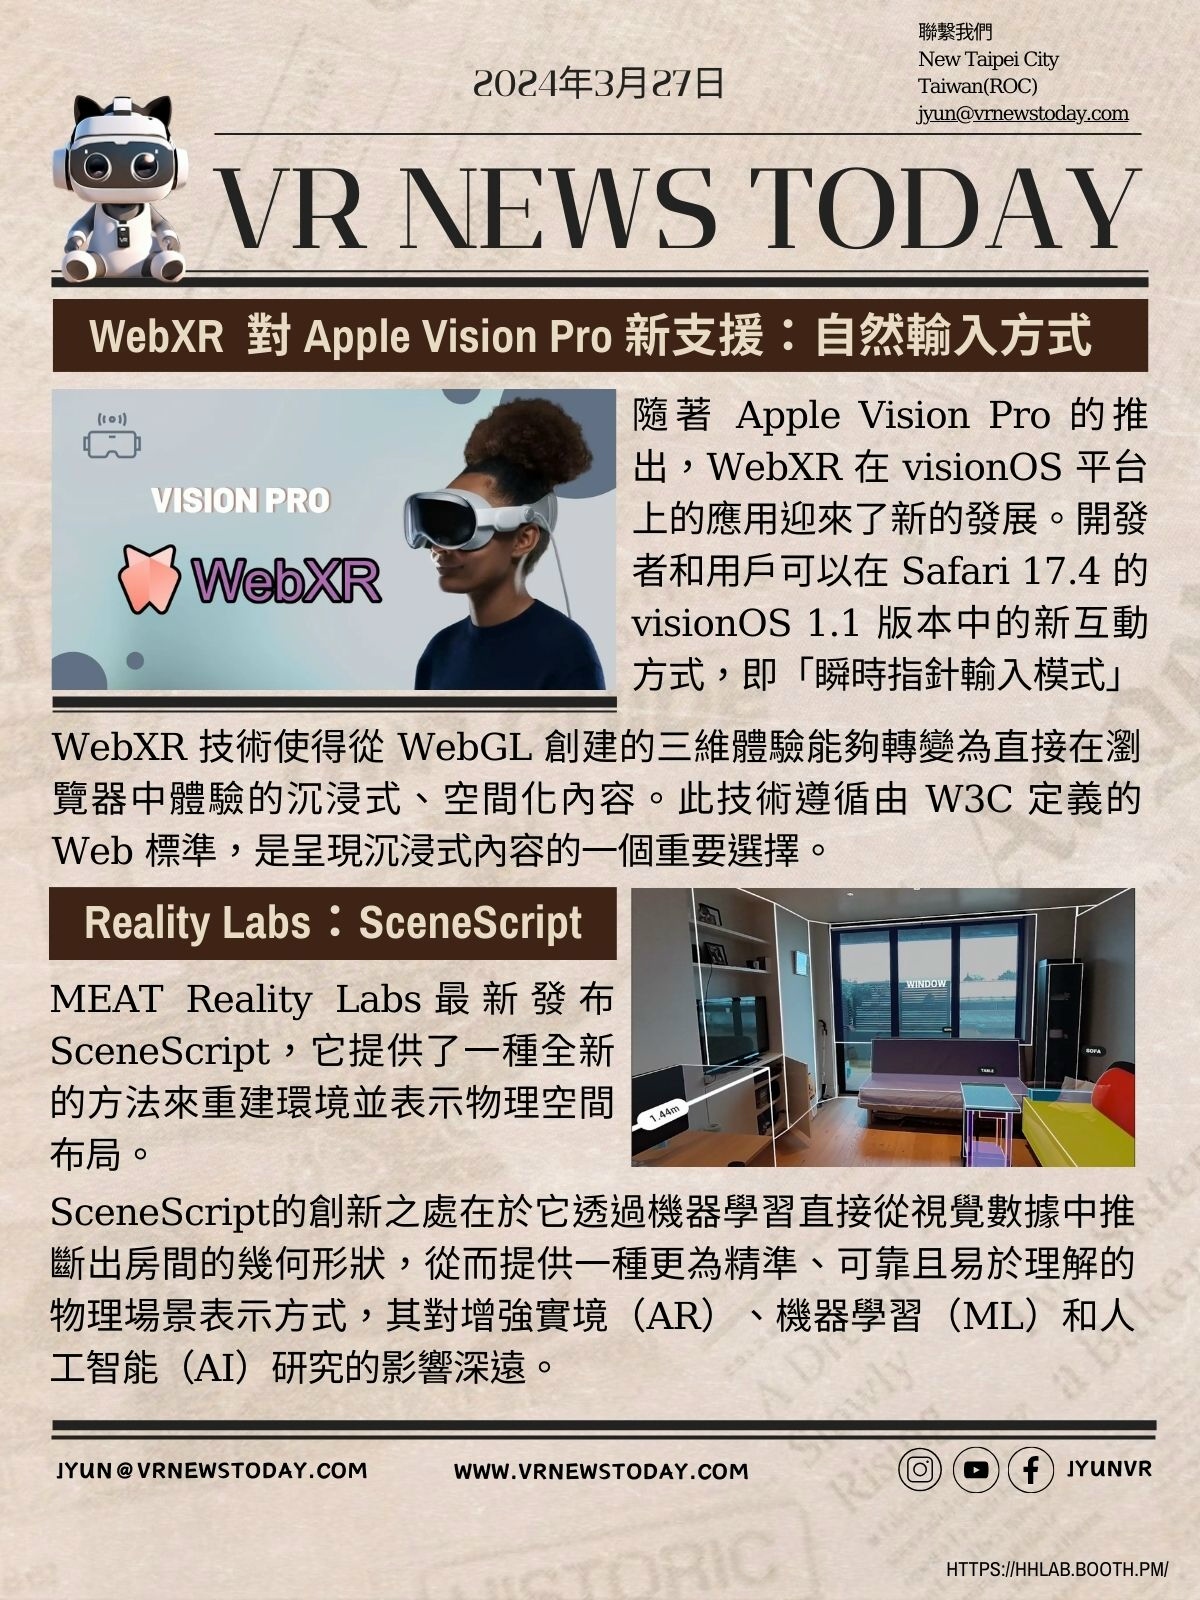 聯繫我們
New Taipei City
Taiwan(ROC)
jyun@vrnewstoday.com
2024年3月27日
VR NEWS TODAY
WebXR 對 Apple Vision Pro 新支援：自然輸入方式
VISION PRO
WebXR
隨著 Apple Vision Pro 的推
出，WebXR 在 visionOS 平台
上的應用迎來了新的發展。開發
者和用戶可以在 Safari 17.4 的
visionOS 1.1 版本中的新互動
方式，即「瞬時指針輸入模式」
WebXR 技術使得從 WebGL 創建的三維體驗能夠轉變為直接在瀏
覽器中體驗的沉浸式、空間化內容。此技術遵循由 W3C 定義的
Web 標準，是呈現沉浸式內容的一個重要選擇。
Reality Labs：SceneScript
MEAT Reality Labs最新發布
SceneScript，它提供了一種全新
的方法來重建環境並表示物理空間
布局。
WINDOW
SOFA
TABLE
1.44m
SceneScript的創新之處在於它透過機器學習直接從視覺數據中推
斷出房間的幾何形狀，從而提供一種更為精準、可靠且易於理解的
物理場景表示方式，其對增強實境（AR）、機器學習（ML）和人
工智能（AI）研究的影響深遠。
JYUN@VRNEWSTODAY.COM
WWW.VRNEWSTODAY.COM
JYUNVR
HTTPS://HHLAB.BOOTH.PM/